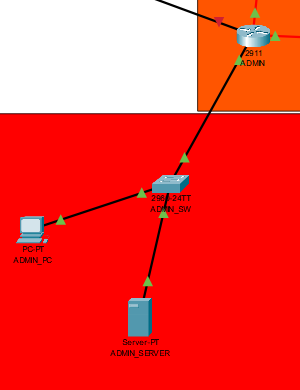 2911
ADMIN
2960-24TT
ADMIN_SW
PC-PT
ADMIN_PC
Server-PT
ADMIN_SERVER